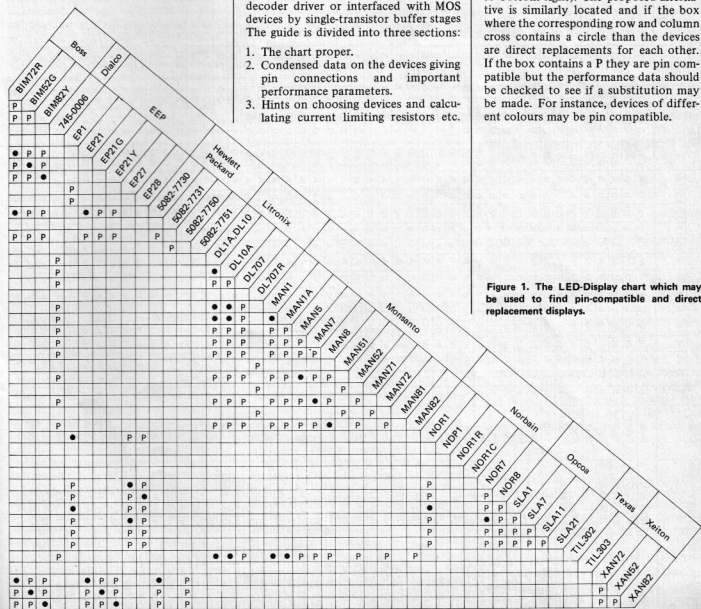 decoder driver or interfaced with MOS
devices by single-transistor buffer stages
The guide is divided into three sections:
1. The chart proper.
2. Condensed data on the devices giving
pin connections and important
performance parameters.
3. Hints on choosing devices and calcu-
lating current limiting resistors etc.
tive is similarly located and if the box
where the corresponding row and column
cross contains a circle than the devices
are direct replacements for each other.
If the box contains a P they are pin com-
patible but the performance data should
be checked to see if a substitution may
be made. For instance, devices of differ-
ent colours may be pin compatible.
Figure 1. The LED-Display chart which may
be used to find pin-compatible and direct
replacement displays.
Boss
Dialco
EEP
Hewlett
Packard
Litronix
Monsanto
Norbain
Opcoa
Texas
Xeiton
BIM72R
P BIM52G
P P BIM82Y
745-0006
EP1
● P P EP21
P ● P EP21G
P P ● EP21Y
P EP27
P EP28
● P P ● P P 5082-7730
5082-7731
P P P P P P P 5082-7750
P 5082-7751
P DL1A,DL10
P ● DL10A
P P P DL707
DL707R
P ● ● P MAN1
P ● ● P ● MAN1A
P P P P P P MAN5
P P P P P P P MAN7
P P P P P P P P MAN8
P MAN51
P P P P P P ● P P MAN52
P P MAN71
P P P P P P P ● P P MAN72
P P P MAN81
P P P P P P P P ● P P MAN82
● P P NOR1
NDP1
NOR1R
NOR1C
P ● P P NOR7
P P ● P P NOR8
● ● P ● ● P P SLA1
P ● P P P P SLA7
P P P P P P P SLA11
P P P P P P P P SLA21
P ● ● P ● ● P P P P P P TIL302
TIL303
● P P ● P P ● P XAN72
P ● P P ● P P P P XAN52
P P ● P P ● P P P P XAN82